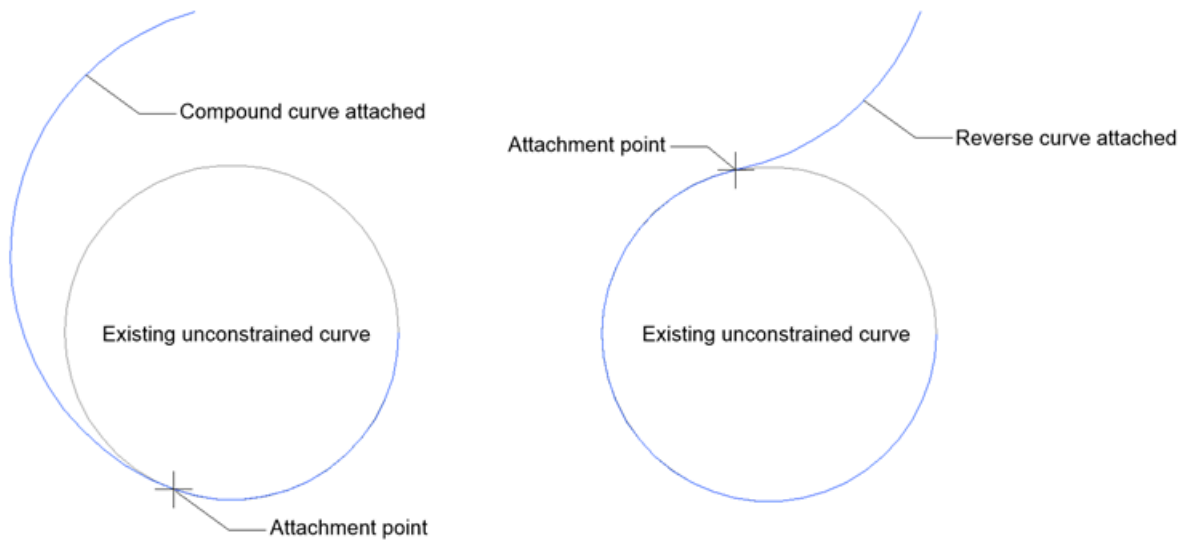 Compound curve attached
Existing unconstrained curve
Attachment point
Attachment point
Reverse curve attached
Existing unconstrained curve